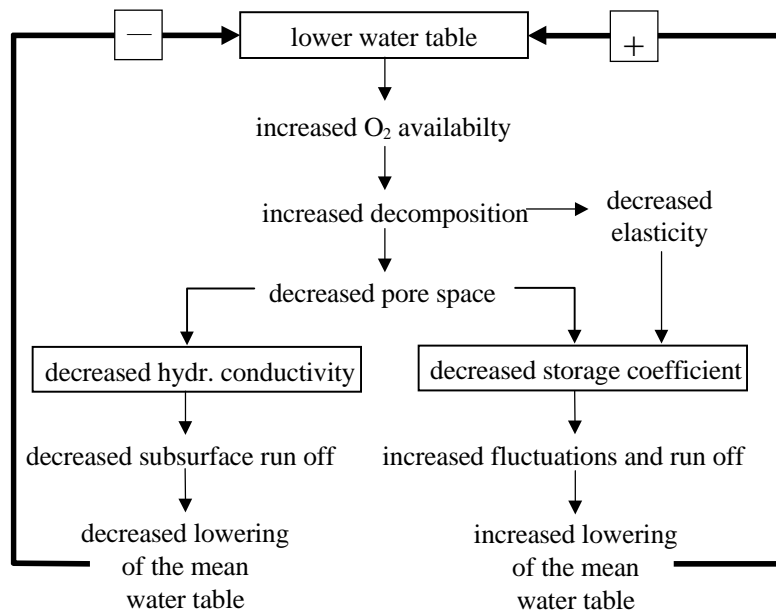 —
lower water table
+
increased O₂ availabilty
increased decomposition
decreased
elasticity
decreased pore space
decreased hydr. conductivity
decreased storage coefficient
decreased subsurface run off
increased fluctuations and run off
decreased lowering
of the mean
water table
increased lowering
of the mean
water table